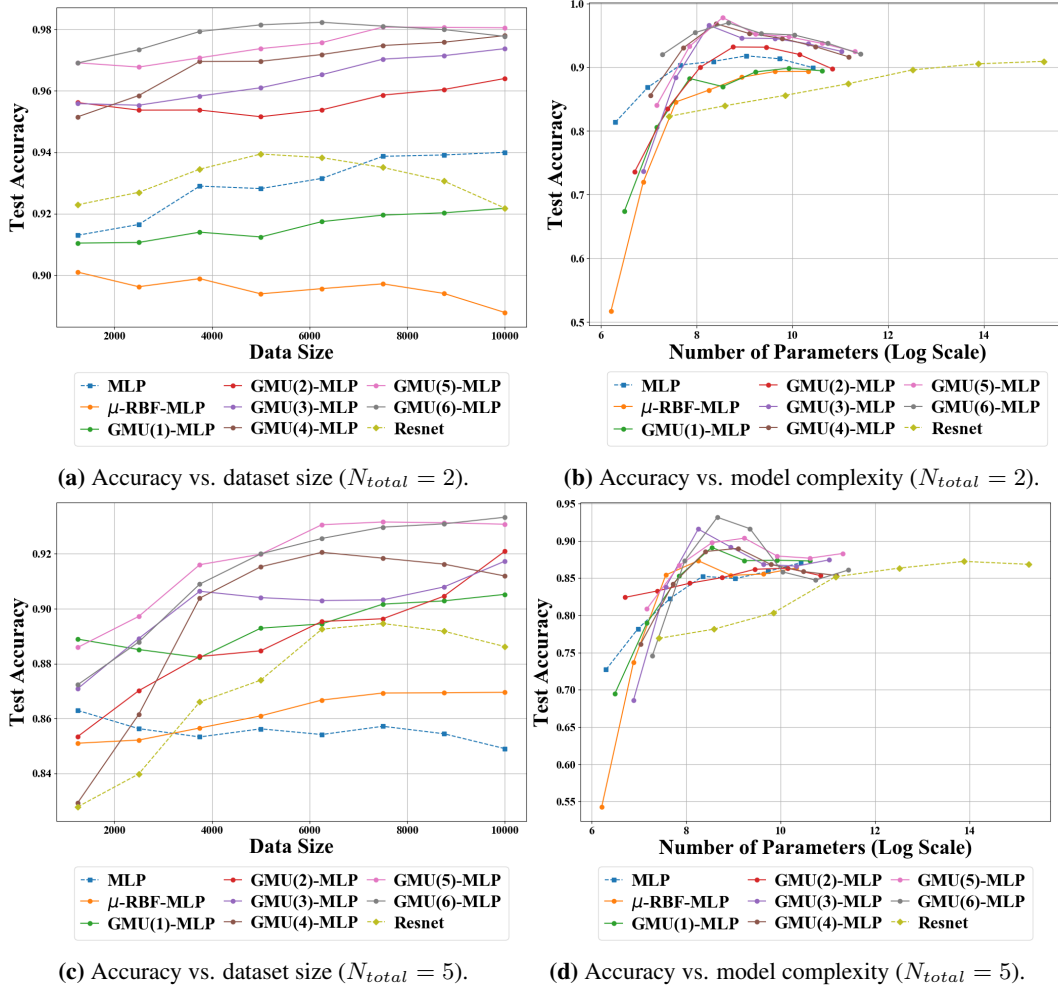 Test Accuracy
0.98
0.96
0.94
0.92
0.90
2000 4000 6000 8000 10000
Data Size
MLP GMU(2)-MLP GMU(5)-MLP
μ-RBF-MLP GMU(3)-MLP GMU(6)-MLP
GMU(1)-MLP GMU(4)-MLP Resnet
(a) Accuracy vs. dataset size (N_total = 2).
Test Accuracy
1.0
0.9
0.8
0.7
0.6
0.5
6 8 10 12 14
Number of Parameters (Log Scale)
MLP GMU(2)-MLP GMU(5)-MLP
μ-RBF-MLP GMU(3)-MLP GMU(6)-MLP
GMU(1)-MLP GMU(4)-MLP Resnet
(b) Accuracy vs. model complexity (N_total = 2).
Test Accuracy
0.92
0.90
0.88
0.86
0.84
2000 4000 6000 8000 10000
Data Size
MLP GMU(2)-MLP GMU(5)-MLP
μ-RBF-MLP GMU(3)-MLP GMU(6)-MLP
GMU(1)-MLP GMU(4)-MLP Resnet
(c) Accuracy vs. dataset size (N_total = 5).
Test Accuracy
0.95
0.90
0.85
0.80
0.75
0.70
0.65
0.60
0.55
6 8 10 12 14
Number of Parameters (Log Scale)
MLP GMU(2)-MLP GMU(5)-MLP
μ-RBF-MLP GMU(3)-MLP GMU(6)-MLP
GMU(1)-MLP GMU(4)-MLP Resnet
(d) Accuracy vs. model complexity (N_total = 5).